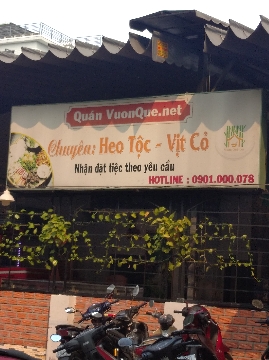 Quán VuonQue.net
Chuyên: Heo Tộc - Vịt Cỏ
Nhận đặt tiệc theo yêu cầu
HOTLINE : 0901.000.078